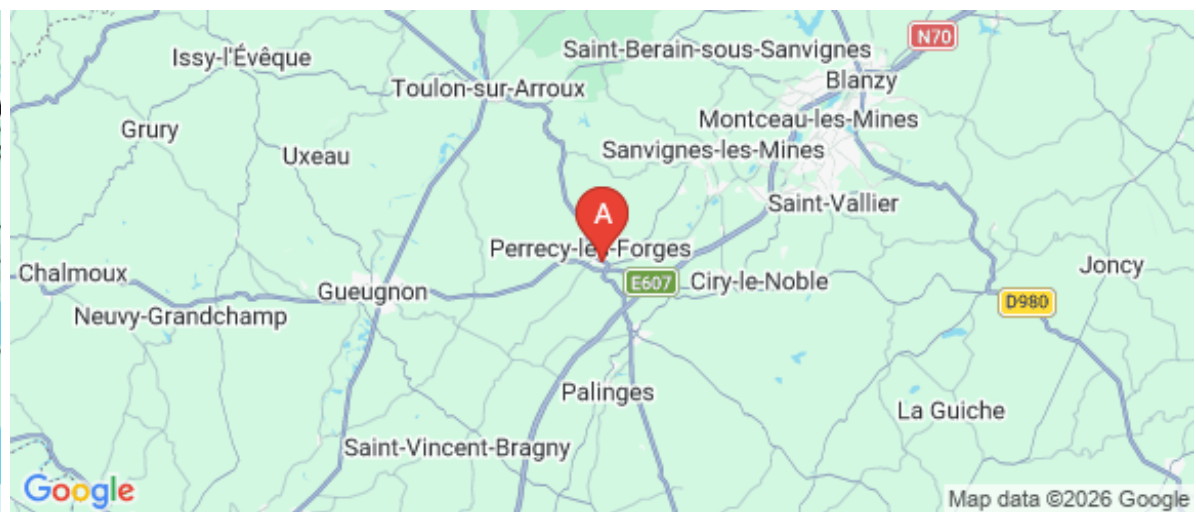 N70
Saint-Berain-sous-Sanvignes
Issy-l'Évêque
Blanzy
Toulon-sur-Arroux
Montceau-les-Mines
Grury
Sanvignes-les-Mines
Uxeau
Saint-Vallier
A
Perrecy-les-Forges
Joncy
Chalmoux
E607
Ciry-le-Noble
Gueugnon
D980
Neuvy-Grandchamp
Palinges
La Guiche
Saint-Vincent-Bragny
Google
Map data ©2026 Google